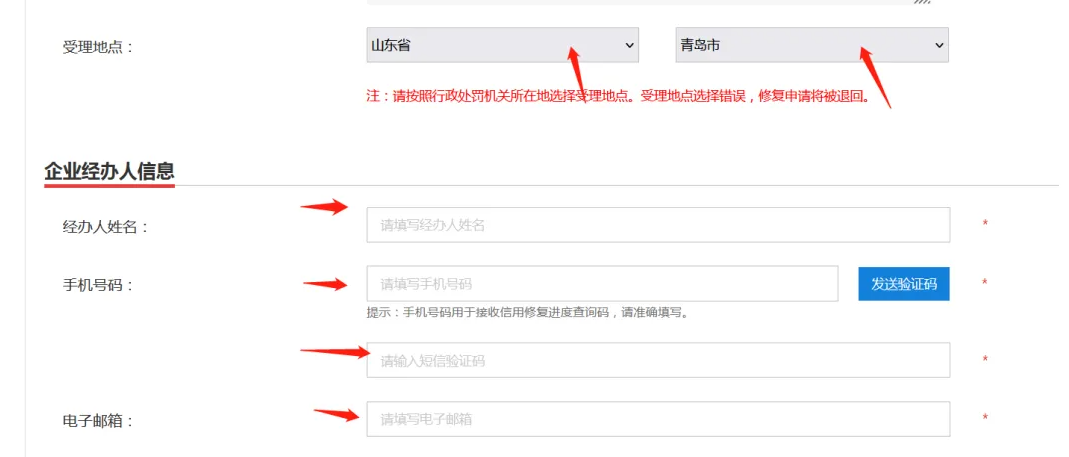 受理地点： 山东省 青岛市
注：请按照行政处罚机关所在地选择受理地点。受理地点选择错误，修复申请将被退回。
企业经办人信息
经办人姓名： 请填写经办人姓名 *
手机号码： 请填写手机号码 发送验证码 *
提示：手机号码用于接收信用修复进度查询码，请准确填写。
请输入短信验证码 *
电子邮箱： 请填写电子邮箱 *